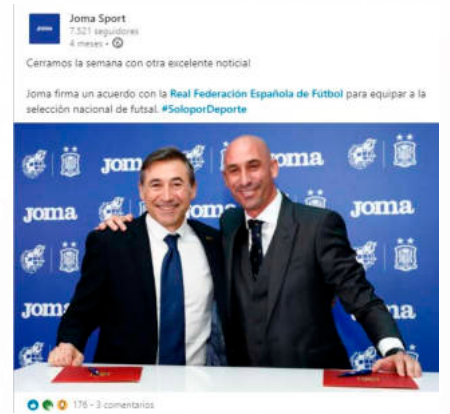 Joma Sport
7.521 seguidores
4 meses •
Cerramos la semana con otra excelente noticia!
Joma firma un acuerdo con la Real Federación Española de Fútbol para equipar a la
selección nacional de futsal. #SoloporDeporte
Joma
Joma
Joma
Joma
Joma
Joma
176 - 3 comentarios